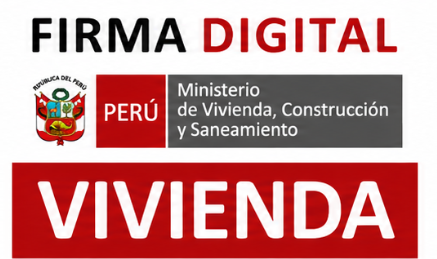 FIRMA DIGITAL
REPÚBLICA DEL PERÚ
PERÚ
Ministerio
de Vivienda, Construcción
y Saneamiento
VIVIENDA